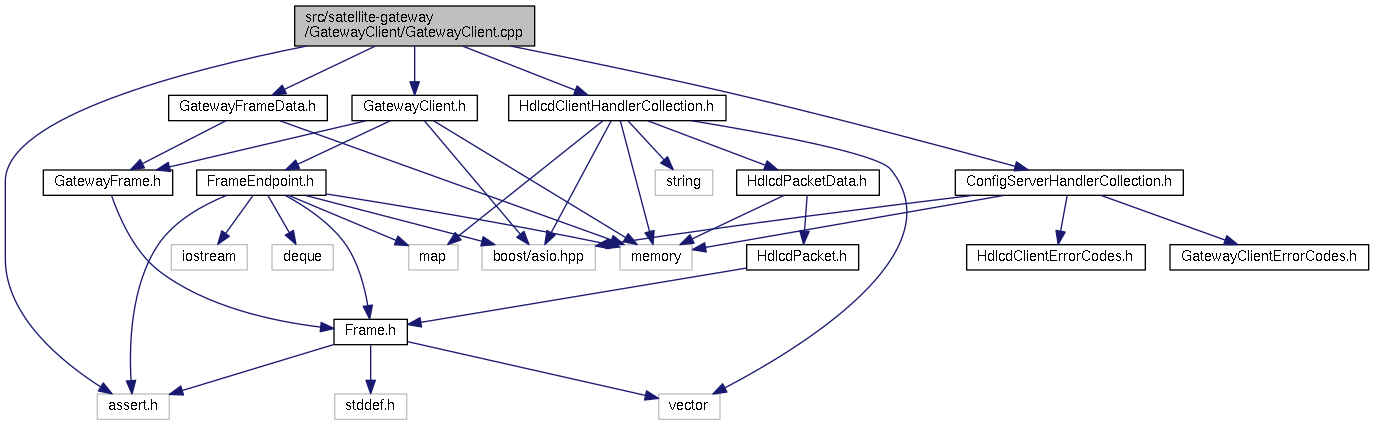 src/satellite-gateway
/GatewayClient/GatewayClient.cpp
GatewayFrameData.h
GatewayClient.h
HdlcdClientHandlerCollection.h
GatewayFrame.h
FrameEndpoint.h
string
HdlcdPacketData.h
ConfigServerHandlerCollection.h
iostream
deque
map
boost/asio.hpp
memory
HdlcdPacket.h
HdlcdClientErrorCodes.h
GatewayClientErrorCodes.h
Frame.h
assert.h
stddef.h
vector